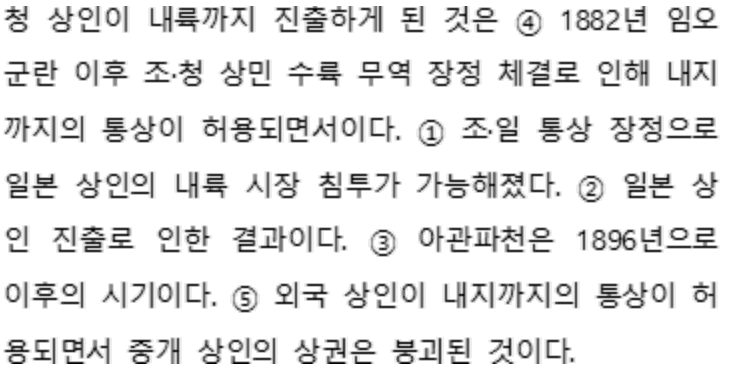 청 상인이 내륙까지 진출하게 된 것은 ④ 1882년 임오
군란 이후 조·청 상민 수륙 무역 장정 체결로 인해 내지
까지의 통상이 허용되면서이다. ① 조·일 통상 장정으로
일본 상인의 내륙 시장 침투가 가능해졌다. ② 일본 상
인 진출로 인한 결과이다. ③ 아관파천은 1896년으로
이후의 시기이다. ⑤ 외국 상인이 내지까지의 통상이 허
용되면서 중개 상인의 상권은 붕괴된 것이다.